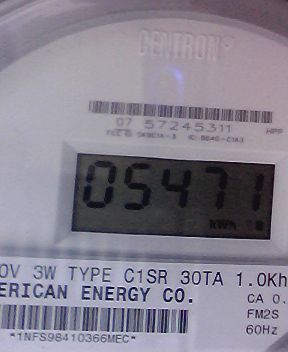 CENTRON®
07 57245311
HPP
05471
KWH
0V 3W TYPE C1SR 30TA 1.0Kh
ERICAN ENERGY CO.
CA 0.
FM2S
60Hz
*1NFS98410366MEC*